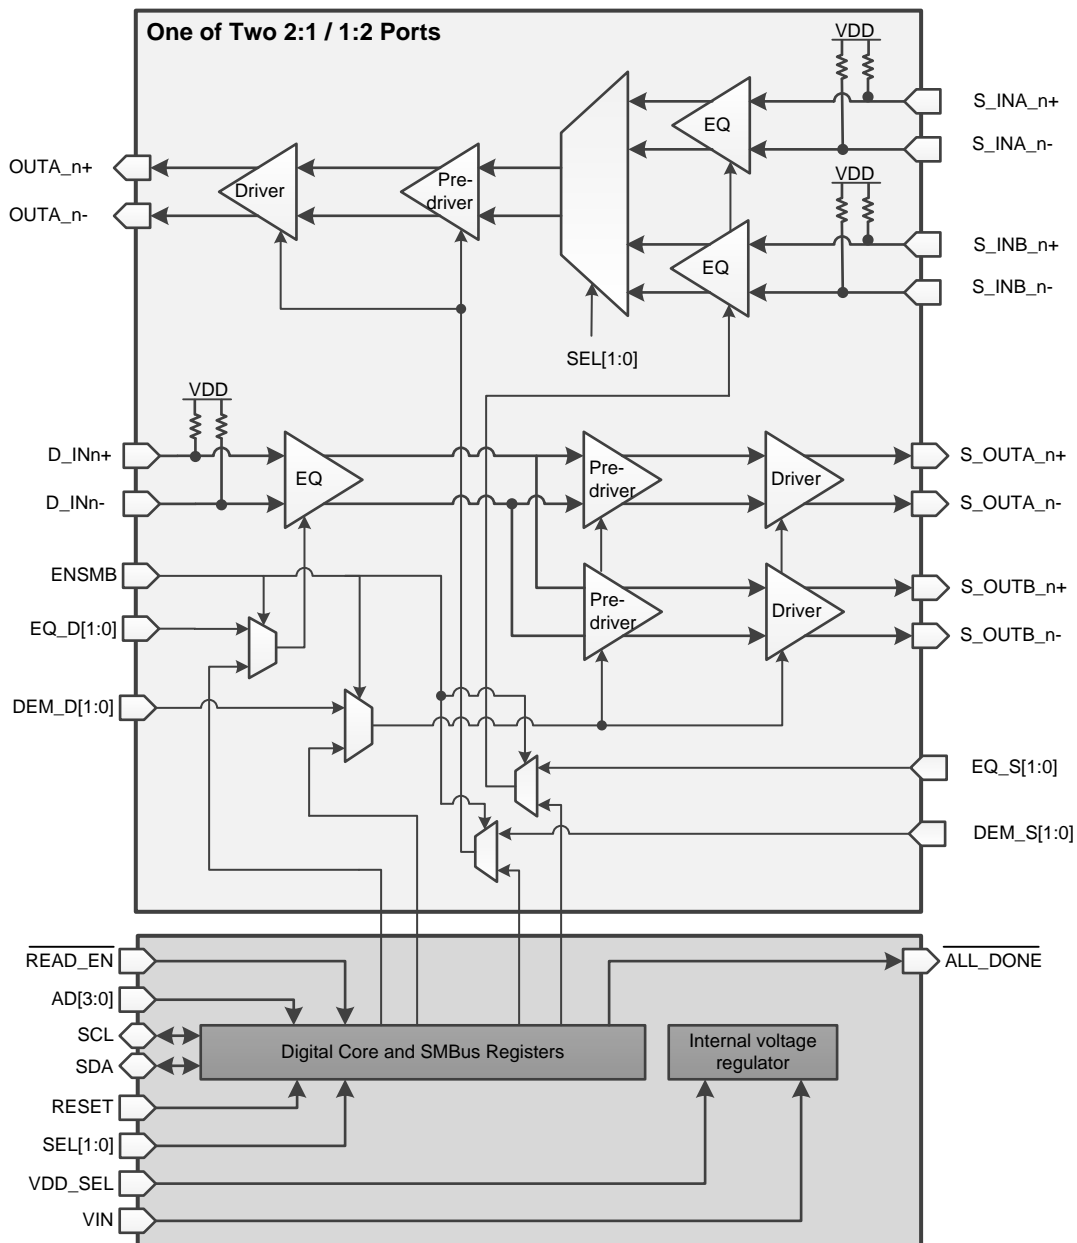 One of Two 2:1 / 1:2 Ports
VDD
S_INA_n+
EQ
S_INA_n-
OUTA_n+
Driver
Pre-
driver
VDD
OUTA_n-
S_INB_n+
EQ
S_INB_n-
SEL[1:0]
VDD
D_INn+
EQ
Pre-
driver
Driver
S_OUTA_n+
D_INn-
S_OUTA_n-
ENSMB
S_OUTB_n+
Pre-
driver
Driver
EQ_D[1:0]
S_OUTB_n-
DEM_D[1:0]
EQ_S[1:0]
DEM_S[1:0]
READ_EN
ALL_DONE
AD[3:0]
SCL
Digital Core and SMBus Registers
Internal voltage
regulator
SDA
RESET
SEL[1:0]
VDD_SEL
VIN